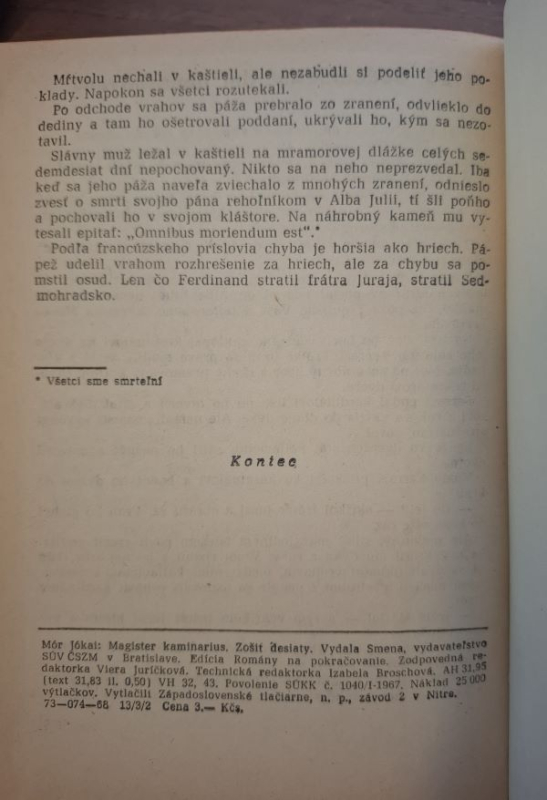 Mŕtvolu nechali v kaštieli, ale nezabudli si podeliť jeho po-
klady. Napokon sa všetci rozutekali.
Po odchode vrahov sa páža prebralo zo zranení, odvlieklo do
dediny a tam ho ošetrovali poddaní, ukrývali ho, kým sa nezo-
tavil.
Slávny muž ležal v kaštieli na mramorovej dlážke celých se-
demdesiat dní nepochovaný. Nikto sa na neho neprezvedal. Iba
keď sa jeho páža naveľa zviechalo z mnohých zranení, odnieslo
zvesť o smrti svojho pána rehoľníkom v Alba Julii, tí šli poňho
a pochovali ho v svojom kláštore. Na náhrobný kameň mu vy-
tesali epitaf: „Omnibus moriendum est".*
Podľa francúzskeho príslovia chyba je horšia ako hriech. Pá-
pež udelil vrahom rozhrešenie za hriech, ale za chybu sa po-
mstil osud. Len čo Ferdinand stratil frátra Juraja, stratil Sed-
mohradsko.
* Všetci sme smrteľní
Koniec
Mór Jókai: Magister kaminarius. Zošit desiaty. Vydala Smena, vydavateľstvo
SÚV ČSZM v Bratislave. Edícia Romány na pokračovanie. Zodpovedná re-
daktorka Viera Juríčková. Technická redaktorka Izabela Broschová. AH 31,95
(text 31,83 il. 0,50) VH 32, 43. Povolenie SÚKK č. 1040/I-1967. Náklad 25 000
výtlačkov. Vytlačili Západoslovenské tlačiarne, n. p., závod 2 v Nitre.
73—074—68 13/3/2 Cena 3.— Kčs.